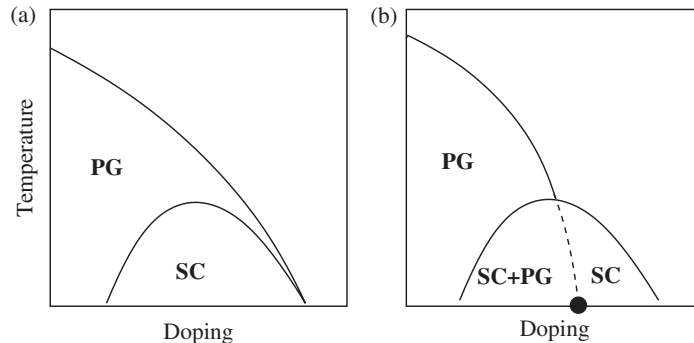 (a)
Temperature
PG
SC
Doping
(b)
PG
SC+PG
SC
Doping